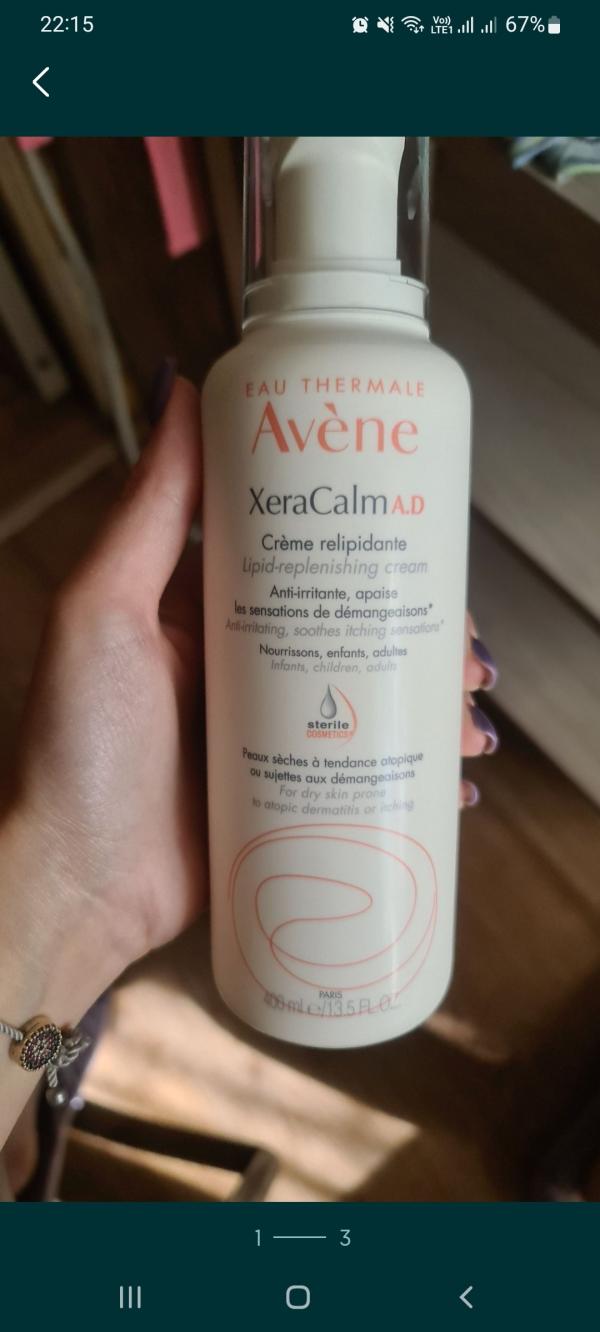 22:15
Vo))
LTE1
67%
EAU THERMALE
Avène
XeraCalm A.D
Crème relipidante
Lipid-replenishing cream
Anti-irritante, apaise
les sensations de démangeaisons*
Anti-irritating, soothes itching sensations*
Nourrissons, enfants, adultes
Infants, children, adults
sterile
COSMETICS
Peaux sèches à tendance atopique
ou sujettes aux démangeaisons
For dry skin prone
to atopic dermatitis or itching
PARIS
400 ml e/13.5 FL.OZ.
1 3